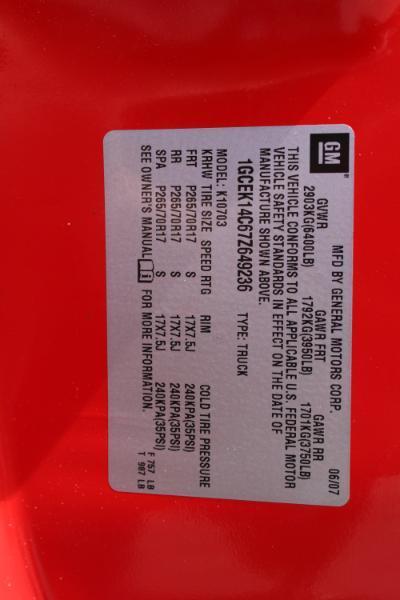 GM
MFD BY GENERAL MOTORS CORP. 06/07
GVWR GAWR FRT GAWR RR
2903KG(6400LB) 1792KG(3950LB) 1701KG(3750LB)
THIS VEHICLE CONFORMS TO ALL APPLICABLE U.S. FEDERAL MOTOR
VEHICLE SAFETY STANDARDS IN EFFECT ON THE DATE OF
MANUFACTURE SHOWN ABOVE.
1GCEK14C67Z649236 TYPE: TRUCK
MODEL: K10703
KRHW TIRE SIZE SPEED RTG RIM COLD TIRE PRESSURE
FRT P265/70R17 S 17X7.5J 240KPA(35PSI)
RR P265/70R17 S 17X7.5J 240KPA(35PSI)
SPA P265/70R17 S 17X7.5J 240KPA(35PSI)
SEE OWNER'S MANUAL i FOR MORE INFORMATION.
F 757 LB
T 987 LB